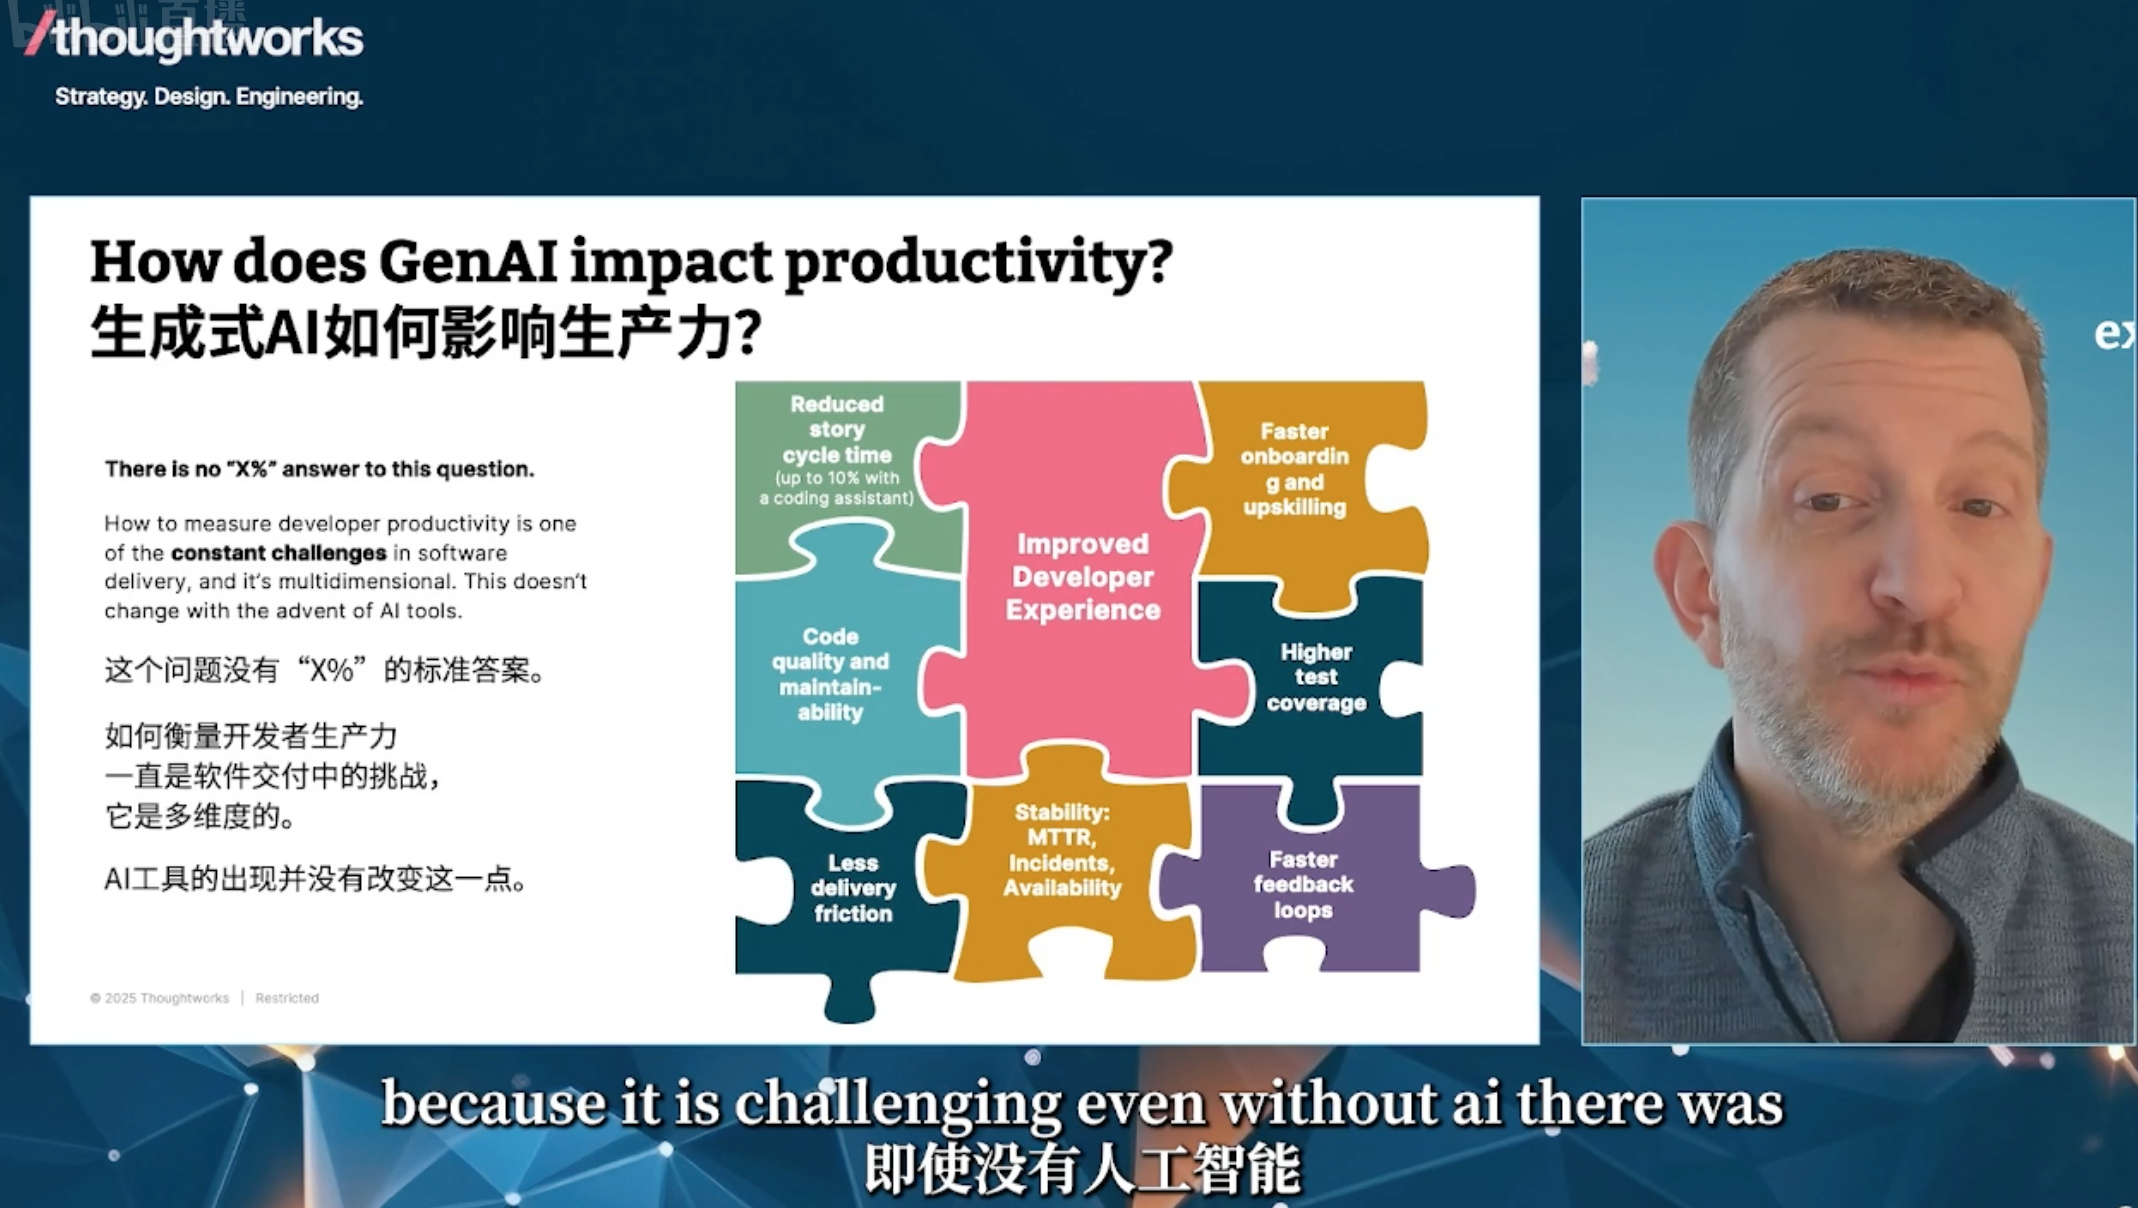 /thoughtworks
Strategy. Design. Engineering.
How does GenAI impact productivity?
生成式AI如何影响生产力？
There is no “X%” answer to this question.
How to measure developer productivity is one
of the constant challenges in software
delivery, and it’s multidimensional. This doesn’t
change with the advent of AI tools.
这个问题没有“X%”的标准答案。
如何衡量开发者生产力
一直是软件交付中的挑战，
它是多维度的。
AI工具的出现并没有改变这一点。
Reduced
story
cycle time
(up to 10% with
a coding assistant)
Improved
Developer
Experience
Faster
onboardin
g and
upskilling
Code
quality and
maintain-
ability
Higher
test
coverage
Less
delivery
friction
Stability:
MTTR,
Incidents,
Availability
Faster
feedback
loops
© 2025 Thoughtworks | Restricted
ex
because it is challenging even without ai there was
即使没有人工智能